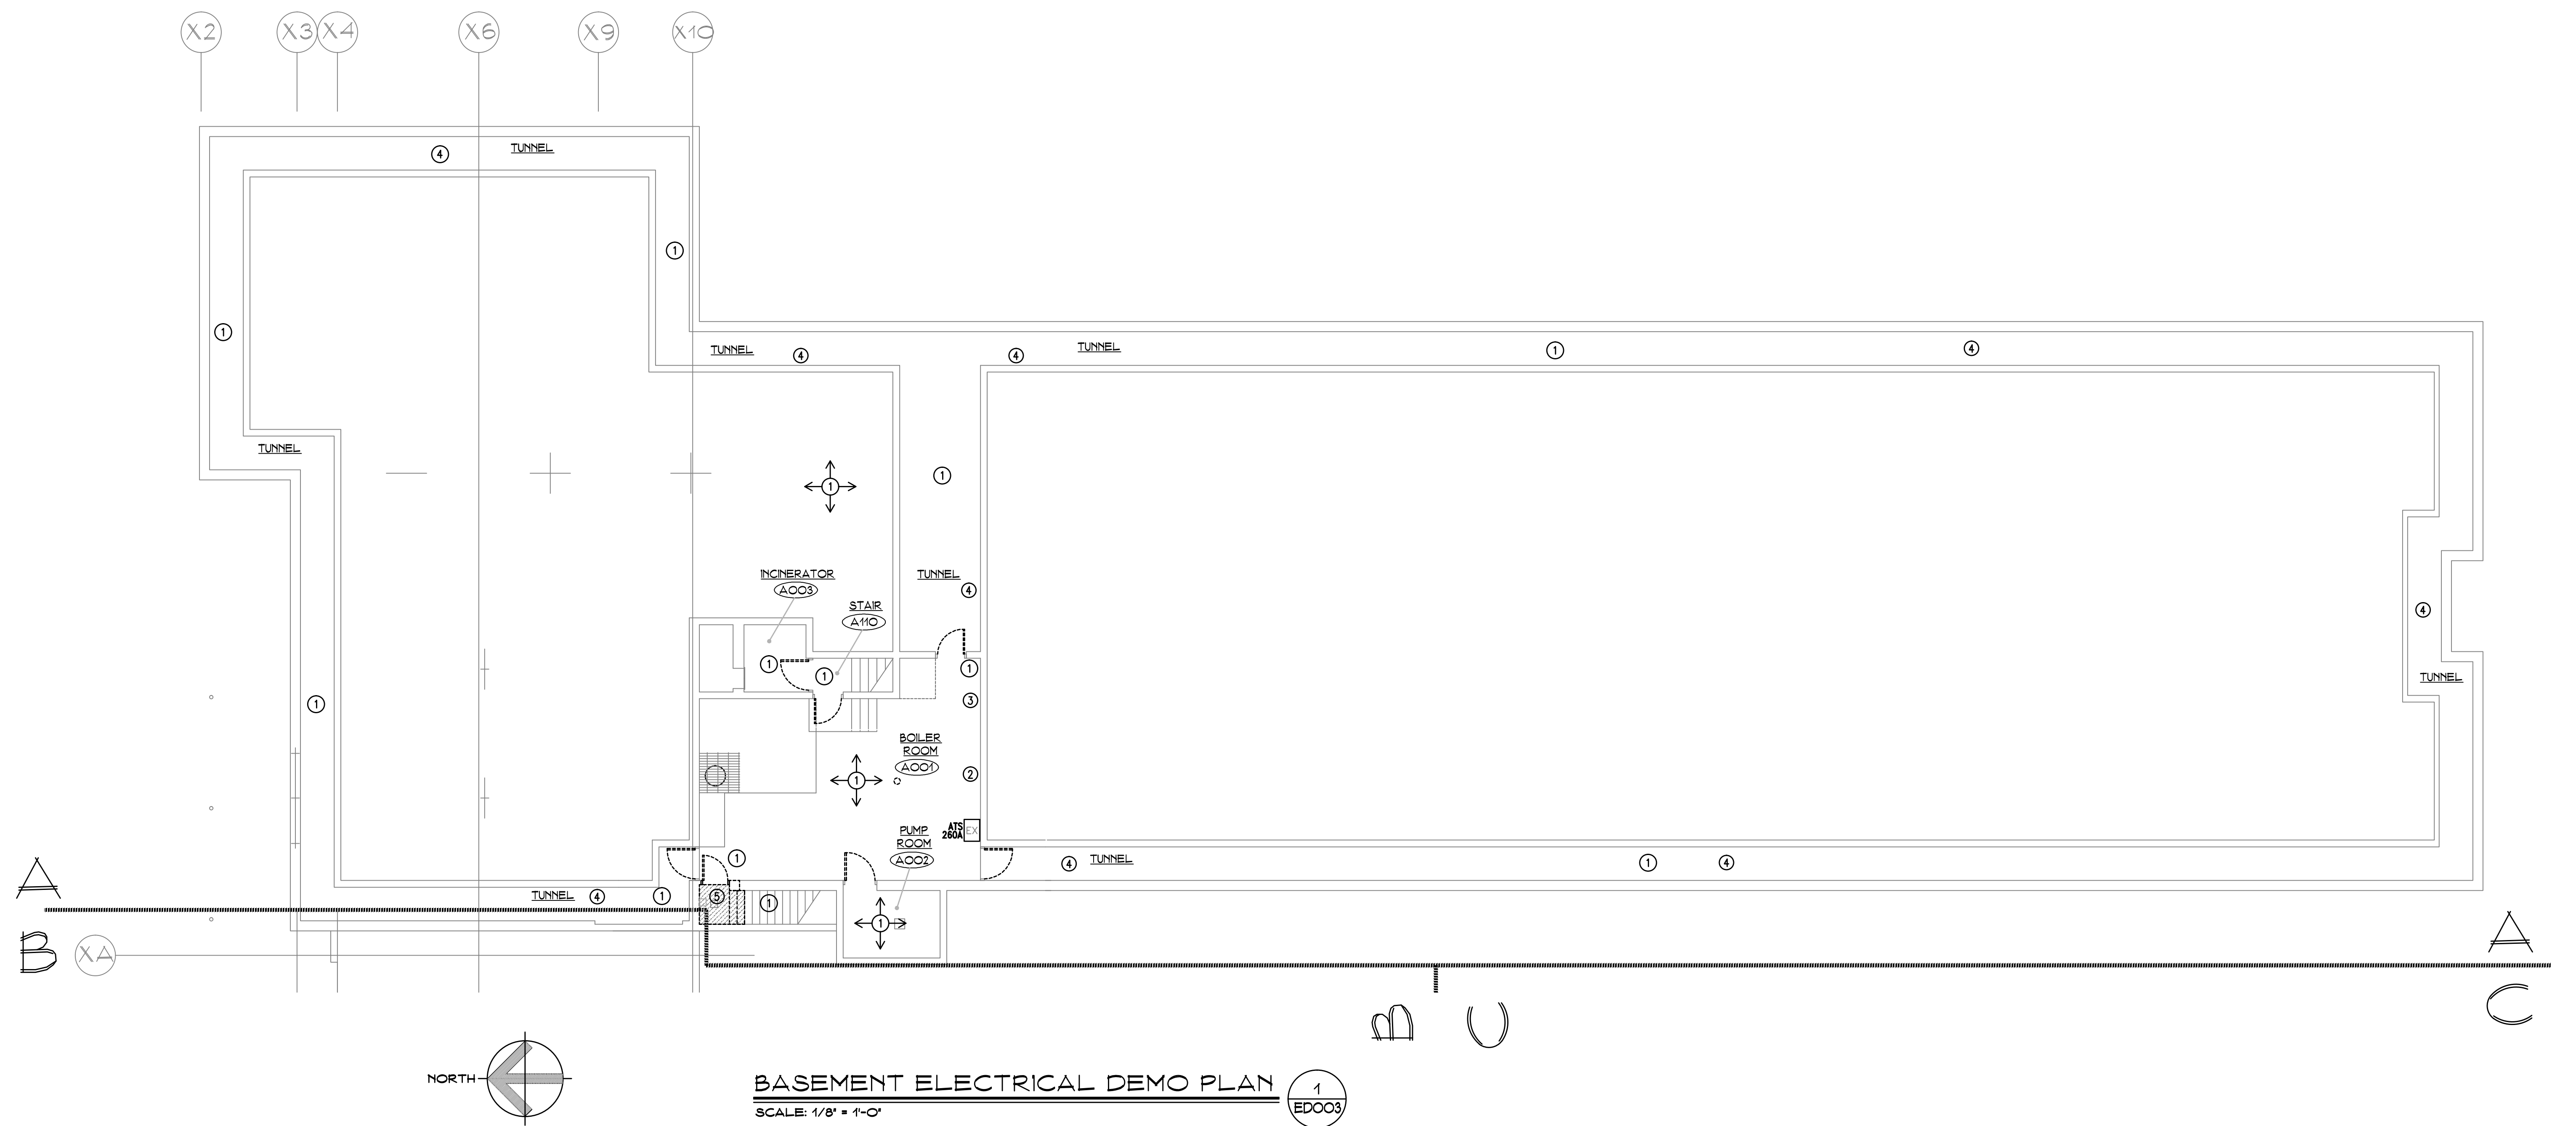 X2 X3 X4 X6 X9 X10
4 TUNNEL
1
1
TUNNEL 4 4 TUNNEL 1 4
TUNNEL
1 1
INCINERATOR
A003
TUNNEL
4
STAIR
A110
4
1 1 1
TUNNEL
1 3
BOILER
ROOM
A001
1 2
ATS
260A EX
PUMP
ROOM
A002
1 4 TUNNEL 1 4
A
TUNNEL 4 1 5 1
1
B
XA
A
B C
C
NORTH
BASEMENT ELECTRICAL DEMO PLAN
SCALE: 1/8" = 1'-0"
1
ED003